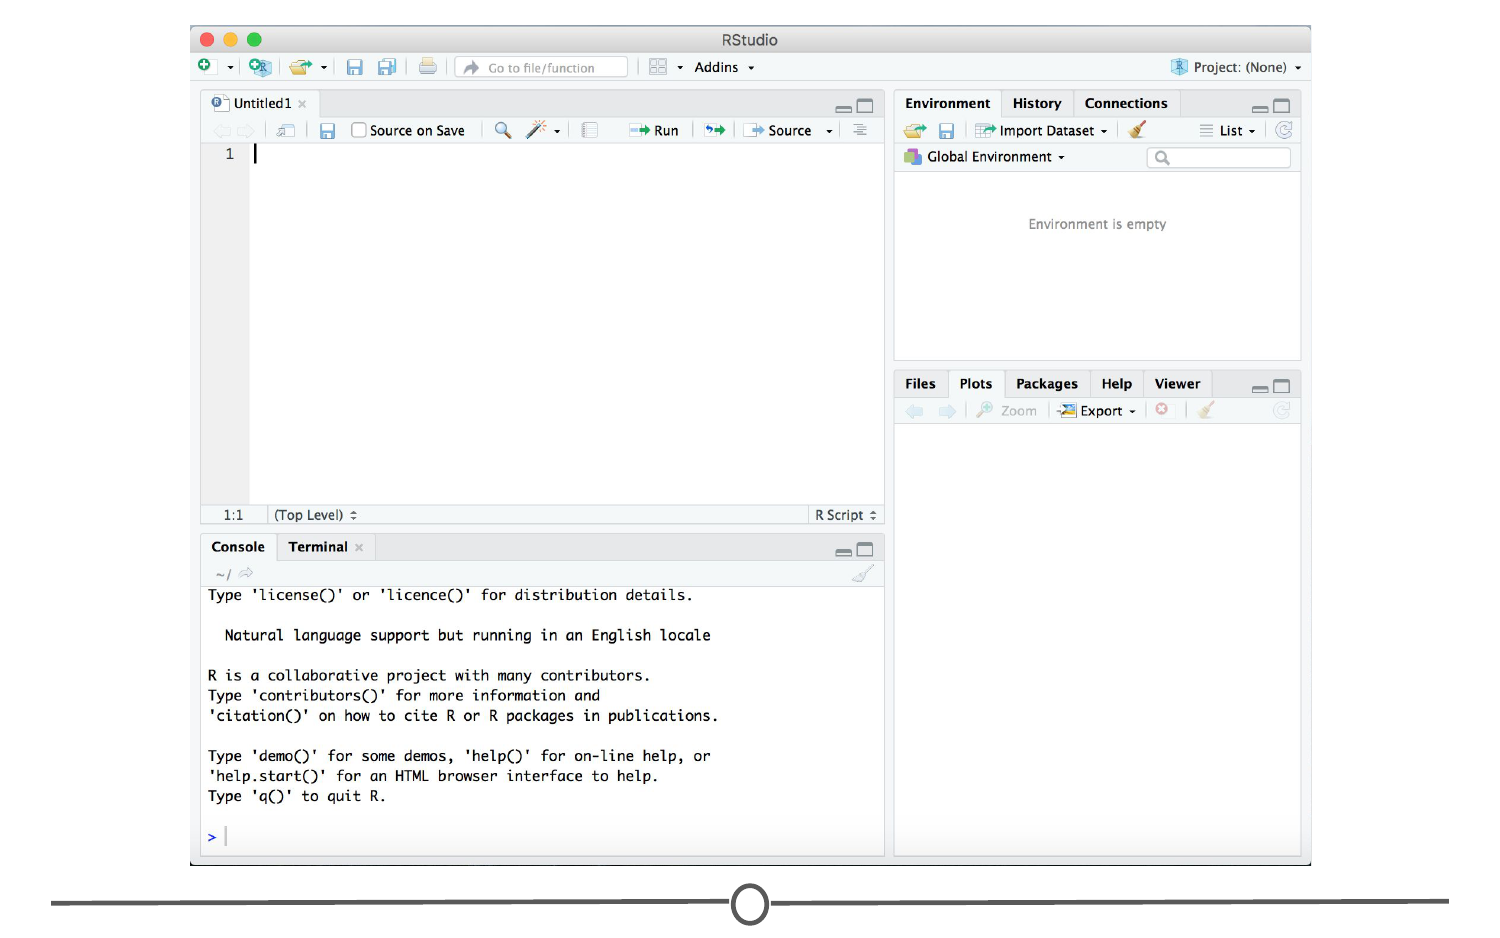 RStudio
Go to file/function
Addins
Project: (None)
Untitled1
Source on Save
Run
Source
1
1:1
(Top Level)
R Script
Environment History Connections
Import Dataset
List
Global Environment
Environment is empty
Files Plots Packages Help Viewer
Zoom
Export
Console Terminal
~/
Type 'license()' or 'licence()' for distribution details.
Natural language support but running in an English locale
R is a collaborative project with many contributors.
Type 'contributors()' for more information and
'citation()' on how to cite R or R packages in publications.
Type 'demo()' for some demos, 'help()' for on-line help, or
'help.start()' for an HTML browser interface to help.
Type 'q()' to quit R.
>